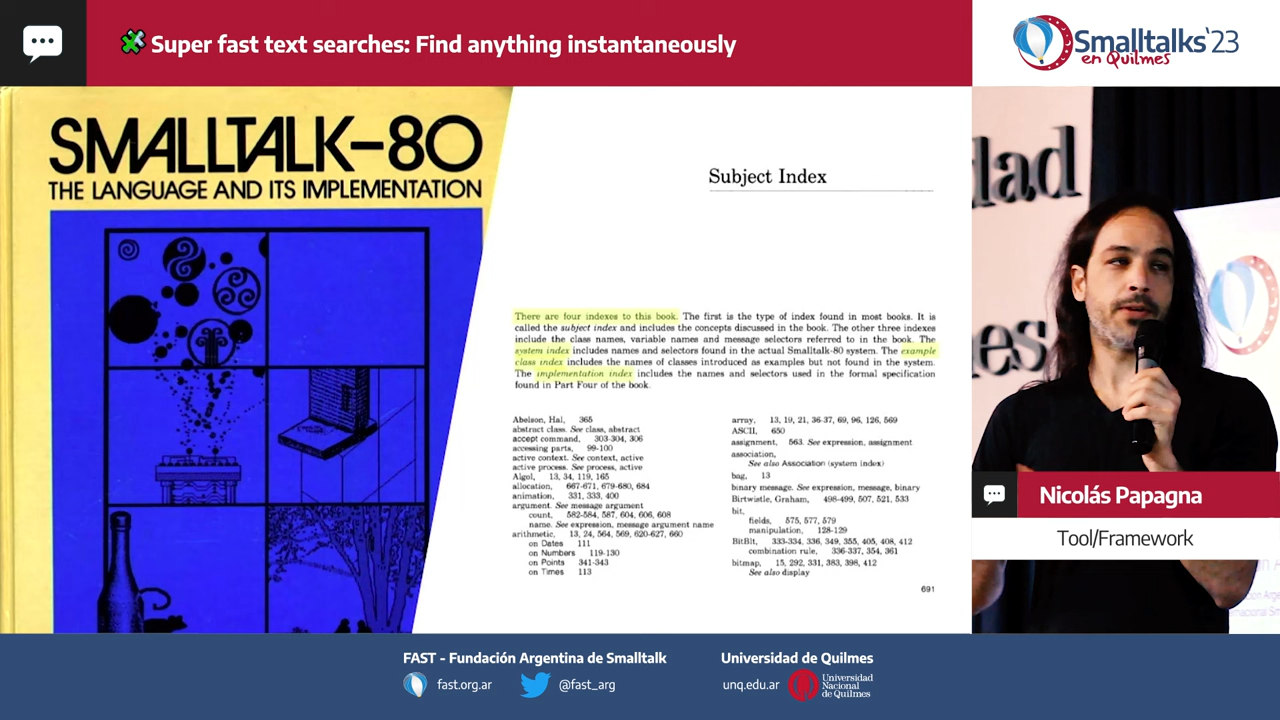 Super fast text searches: Find anything instantaneously
Smalltalks'23
en Quilmes
SMALLTALK-80
THE LANGUAGE AND ITS IMPLEMENTATION
Subject Index
There are four indexes to this book. The first is the type of index found in most books. It is
called the subject index and includes the concepts discussed in the book. The other three indexes
include the class names, variable names and message selectors referred to in the book. The
system index includes names and selectors found in the actual Smalltalk-80 system. The example
class index includes the names of classes introduced as examples but not found in the system.
The implementation index includes the names and selectors used in the formal specification
found in Part Four of the book.
Abelson, Hal, 365
abstract class. See class, abstract
accept command, 303-304, 306
accessing parts, 99-100
active context. See context, active
active process. See process, active
Algol, 13, 34, 119, 165
allocation, 667-671, 679-680, 684
animation, 331, 333, 400
argument. See message argument
count, 582-584, 587, 604, 606, 608
name. See expression, message argument name
arithmetic, 13, 24, 564, 569, 620-627, 660
on Dates 111
on Numbers 119-130
on Points 341-343
on Times 113
array, 13, 19, 21, 36-37, 69, 96, 126, 569
ASCII, 650
assignment, 563. See expression, assignment
association,
See also Association (system index)
bag, 13
binary message. See expression, message, binary
Birtwistle, Graham, 498-499, 507, 521, 533
bit,
fields, 575, 577, 579
manipulation, 128-129
BitBlt, 333-334, 336, 349, 355, 405, 408, 412
combination rule, 336-337, 354, 361
bitmap, 15, 292, 331, 383, 398, 412
See also display
691
dad
es
Nicolás Papagna
Tool/Framework
FAST - Fundación Argentina de Smalltalk
fast.org.ar
@fast_arg
Universidad de Quilmes
unq.edu.ar
Universidad
Nacional
de Quilmes